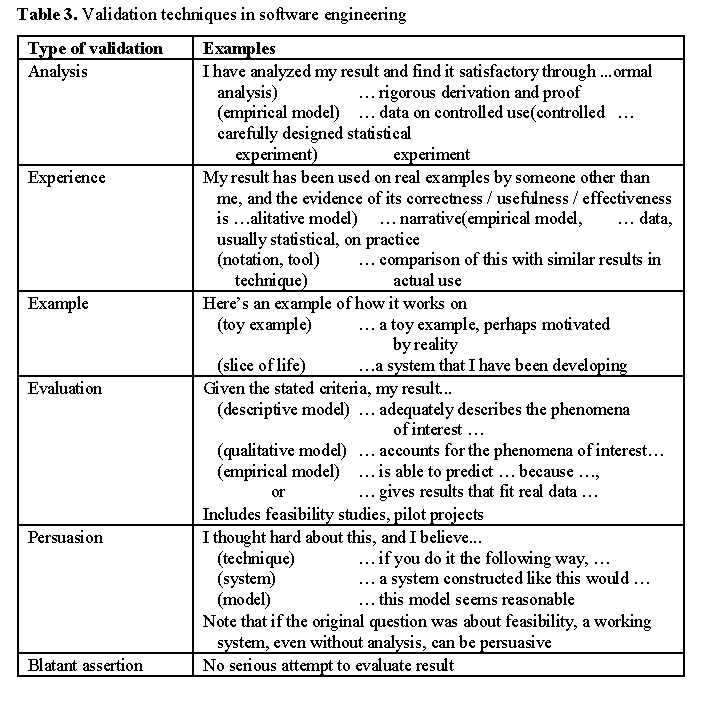 Table 3. Validation techniques in software engineering
Type of validation Examples
Analysis I have analyzed my result and find it satisfactory through ...ormal
analysis) … rigorous derivation and proof
(empirical model) … data on controlled use(controlled …
carefully designed statistical
experiment) experiment
Experience My result has been used on real examples by someone other than
me, and the evidence of its correctness / usefulness / effectiveness
is …alitative model) … narrative(empirical model, … data,
usually statistical, on practice
(notation, tool) … comparison of this with similar results in
technique) actual use
Example Here's an example of how it works on
(toy example) … a toy example, perhaps motivated
by reality
(slice of life) …a system that I have been developing
Evaluation Given the stated criteria, my result...
(descriptive model) … adequately describes the phenomena
of interest …
(qualitative model) … accounts for the phenomena of interest…
(empirical model) … is able to predict … because …,
or … gives results that fit real data …
Includes feasibility studies, pilot projects
Persuasion I thought hard about this, and I believe...
(technique) … if you do it the following way, …
(system) … a system constructed like this would …
(model) … this model seems reasonable
Note that if the original question was about feasibility, a working
system, even without analysis, can be persuasive
Blatant assertion No serious attempt to evaluate result